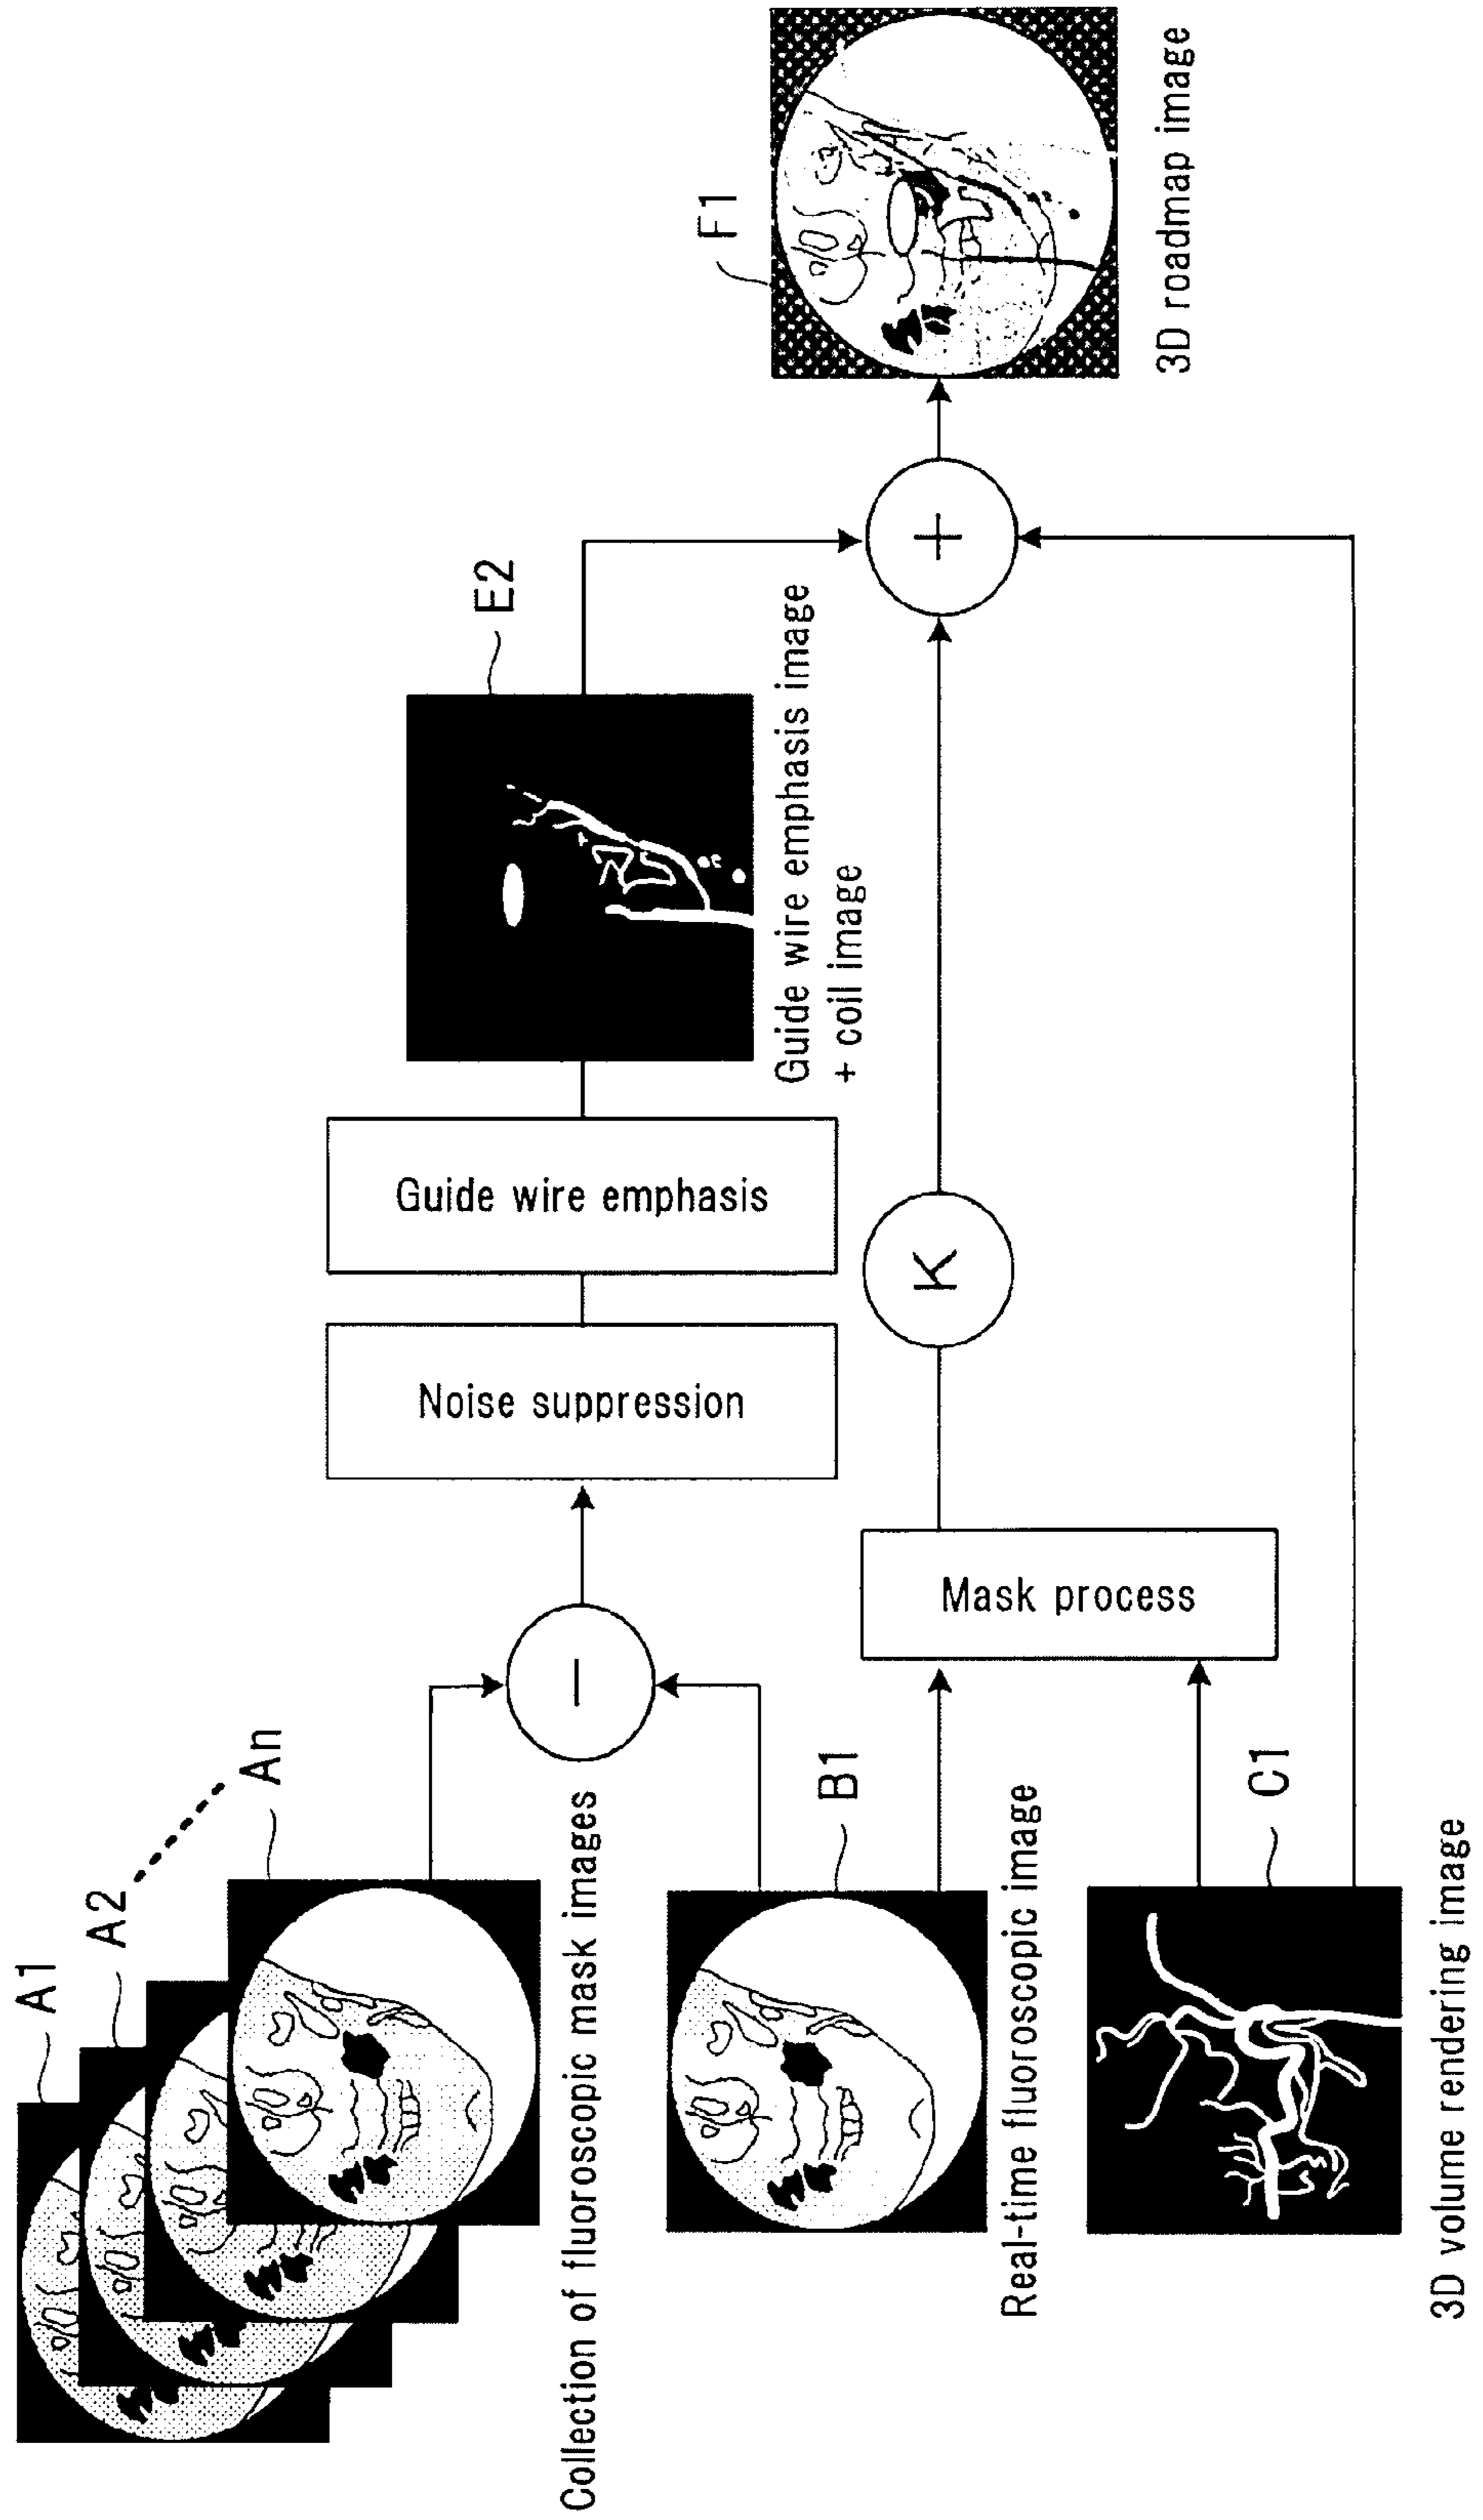 A1
A2
An
Collection of fluoroscopic mask images
−
Noise suppression
Guide wire emphasis
E2
Guide wire emphasis image
+ coil image
B1
Real-time fluoroscopic image
Mask process
K
+
F1
3D roadmap image
C1
3D volume rendering image